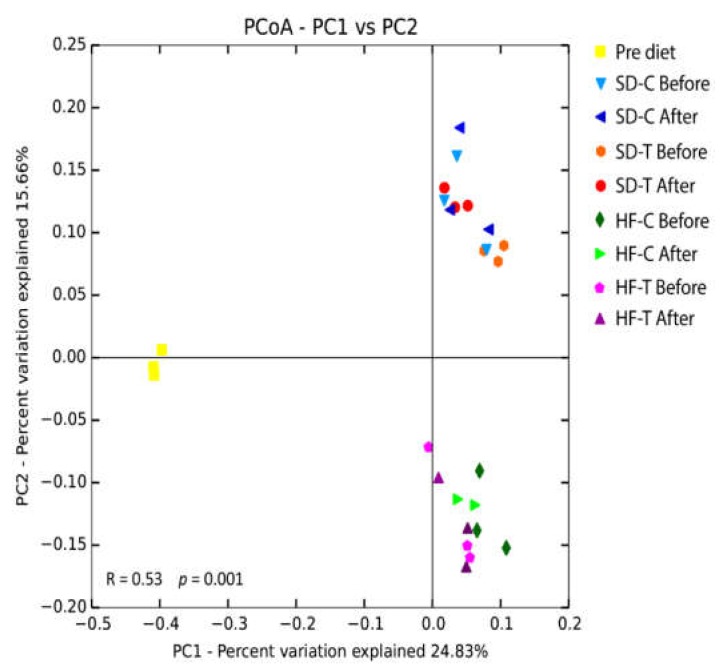 PCoA - PC1 vs PC2
0.25
0.20
0.15
0.10
0.05
0.00
−0.05
−0.10
−0.15
−0.20
PC2 - Percent variation explained 15.66%
R = 0.53 p = 0.001
−0.5 −0.4 −0.3 −0.2 −0.1 0.0 0.1 0.2
PC1 - Percent variation explained 24.83%
Pre diet
SD-C Before
SD-C After
SD-T Before
SD-T After
HF-C Before
HF-C After
HF-T Before
HF-T After